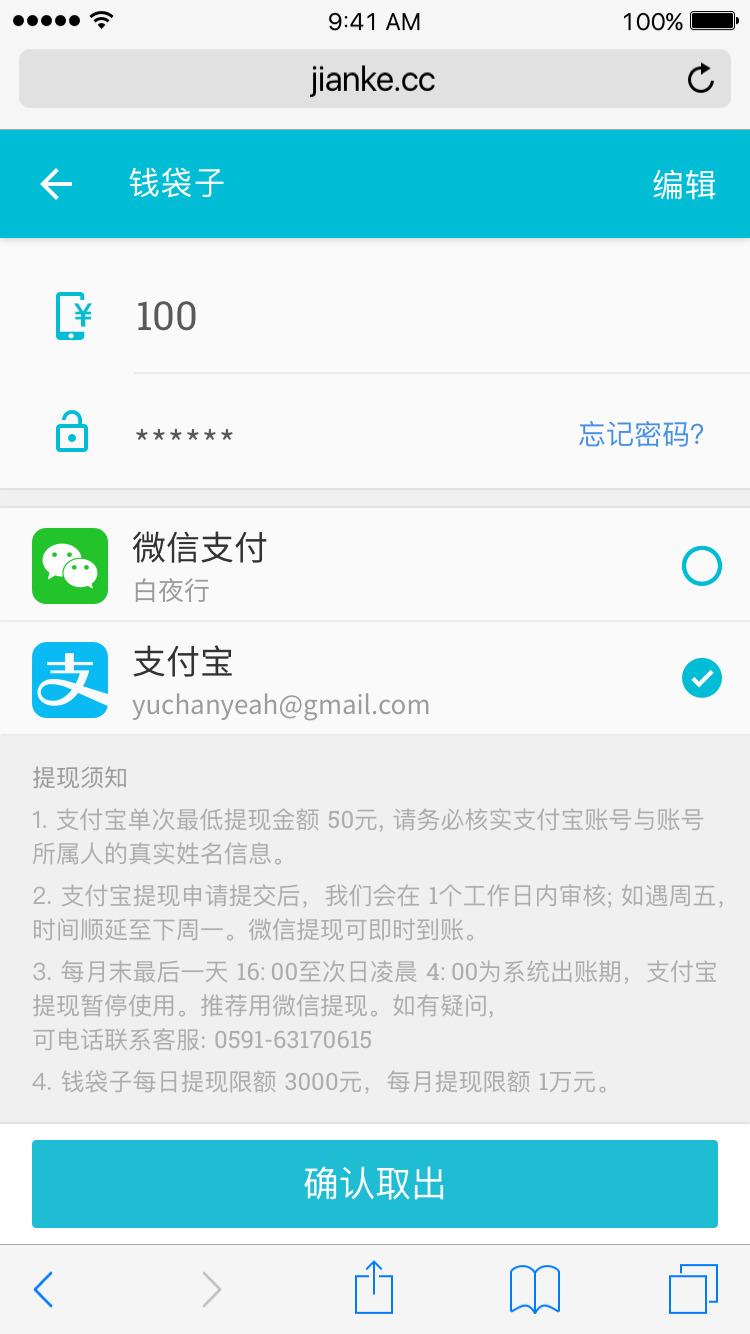 9:41 AM
100%
jianke.cc
钱袋子
编辑
100
******
忘记密码?
微信支付
白夜行
支付宝
yuchanyeah@gmail.com
提现须知
1. 支付宝单次最低提现金额 50元, 请务必核实支付宝账号与账号
所属人的真实姓名信息。
2. 支付宝提现申请提交后，我们会在 1个工作日内审核; 如遇周五,
时间顺延至下周一。微信提现可即时到账。
3. 每月末最后一天 16: 00至次日凌晨 4: 00为系统出账期，支付宝
提现暂停使用。推荐用微信提现。如有疑问,
可电话联系客服: 0591-63170615
4. 钱袋子每日提现限额 3000元，每月提现限额 1万元。
确认取出